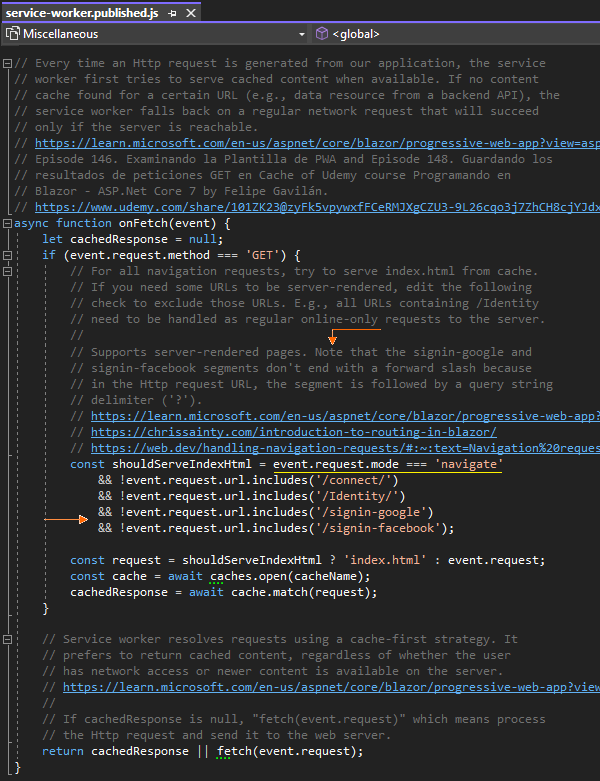 service-worker.published.js
Miscellaneous <global>
// Every time an Http request is generated from our application, the service
// worker first tries to serve cached content when available. If no content
// cache found for a certain URL (e.g., data resource from a backend API), the
// service worker falls back on a regular network request that will succeed
// only if the server is reachable.
// https://learn.microsoft.com/en-us/aspnet/core/blazor/progressive-web-app?view=asp
// Episode 146. Examinando la Plantilla de PWA and Episode 148. Guardando los
// resultados de peticiones GET en Cache of Udemy course Programando en
// Blazor - ASP.Net Core 7 by Felipe Gavilán.
// https://www.udemy.com/share/101ZK23@zyFk5vpywxfFCeRMJXgCZU3-9L26cqo3j7ZhCH8cjYJdx
async function onFetch(event) {
    let cachedResponse = null;
    if (event.request.method === 'GET') {
        // For all navigation requests, try to serve index.html from cache.
        // If you need some URLs to be server-rendered, edit the following
        // check to exclude those URLs. E.g., all URLs containing /Identity
        // need to be handled as regular online-only requests to the server.
        //
        // Supports server-rendered pages. Note that the signin-google and
        // signin-facebook segments don't end with a forward slash because
        // in the Http request URL, the segment is followed by a query string
        // delimiter ('?').
        // https://learn.microsoft.com/en-us/aspnet/core/blazor/progressive-web-app?
        // https://chrissainty.com/introduction-to-routing-in-blazor/
        // https://web.dev/handling-navigation-requests/#:~:text=Navigation%20reques
        const shouldServeIndexHtml = event.request.mode === 'navigate'
            && !event.request.url.includes('/connect/')
            && !event.request.url.includes('/Identity/')
            && !event.request.url.includes('/signin-google')
            && !event.request.url.includes('/signin-facebook');
        const request = shouldServeIndexHtml ? 'index.html' : event.request;
        const cache = await caches.open(cacheName);
        cachedResponse = await cache.match(request);
    }
    // Service worker resolves requests using a cache-first strategy. It
    // prefers to return cached content, regardless of whether the user
    // has network access or newer content is available on the server.
    // https://learn.microsoft.com/en-us/aspnet/core/blazor/progressive-web-app?view
    //
    // If cachedResponse is null, "fetch(event.request)" which means process
    // the Http request and send it to the web server.
    return cachedResponse || fetch(event.request);
}